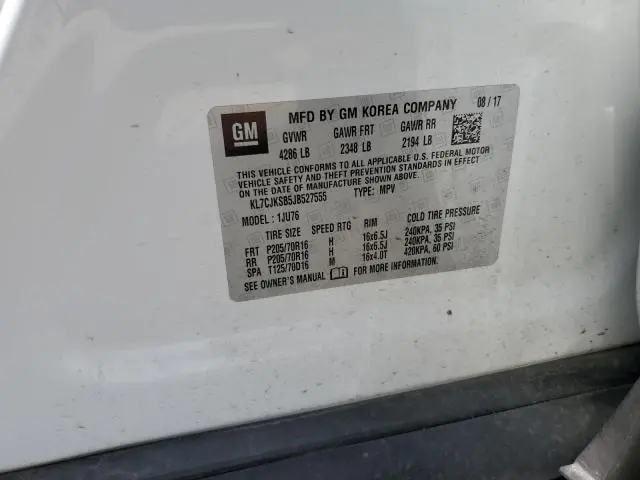 GM
MFD BY GM KOREA COMPANY 08 / 17
GVWR GAWR FRT GAWR RR
4286 LB 2348 LB 2194 LB
THIS VEHICLE CONFORMS TO ALL APPLICABLE U.S. FEDERAL MOTOR
VEHICLE SAFETY AND THEFT PREVENTION STANDARDS IN EFFECT
ON THE DATE OF MANUFACTURE SHOWN ABOVE.
KL7CJKSB5JB527555 TYPE: MPV
MODEL : 1JU76
TIRE SIZE SPEED RTG RIM COLD TIRE PRESSURE
FRT P205/70R16 H 16x6.5J 240KPA, 35 PSI
RR P205/70R16 H 16x6.5J 240KPA, 35 PSI
SPA T125/70D16 M 16x4.0T 420KPA, 60 PSI
SEE OWNER'S MANUAL FOR MORE INFORMATION.